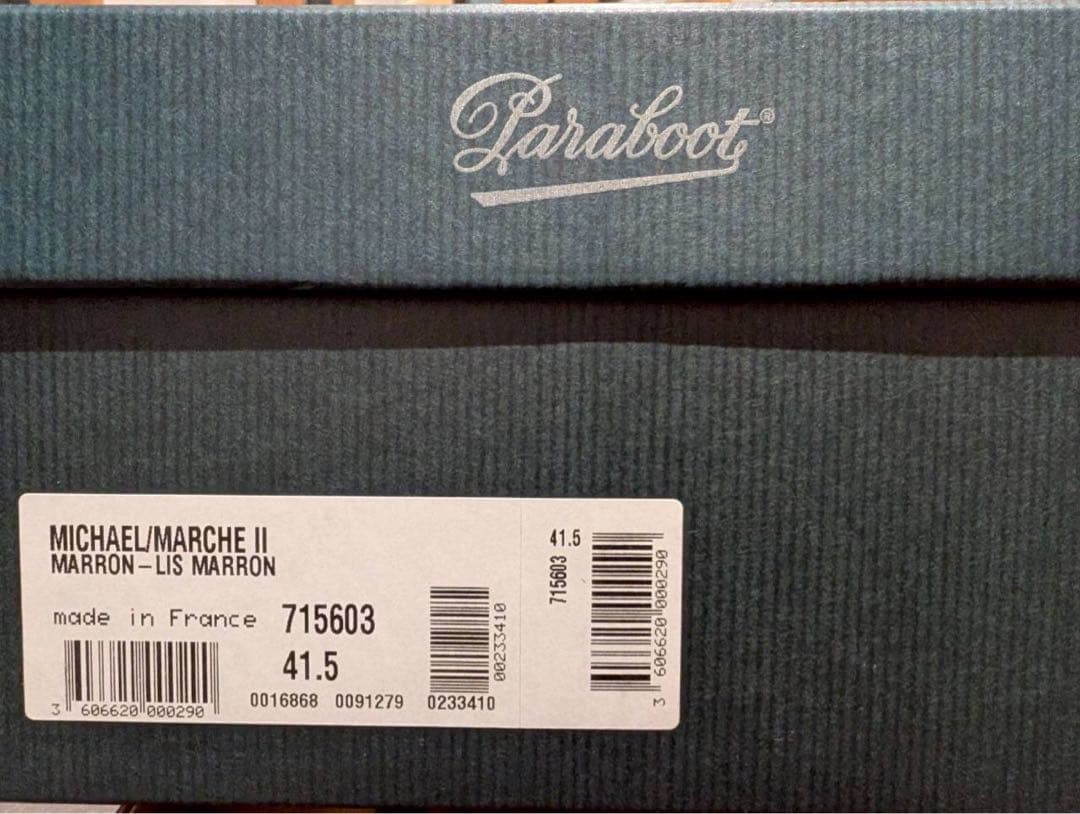 Paraboot®
MICHAEL/MARCHE II
MARRON–LIS MARRON
made in France 715603
41.5
3 606620 000290
0016868 0091279 0233410
00233410
41.5
715603
3 606620 000290